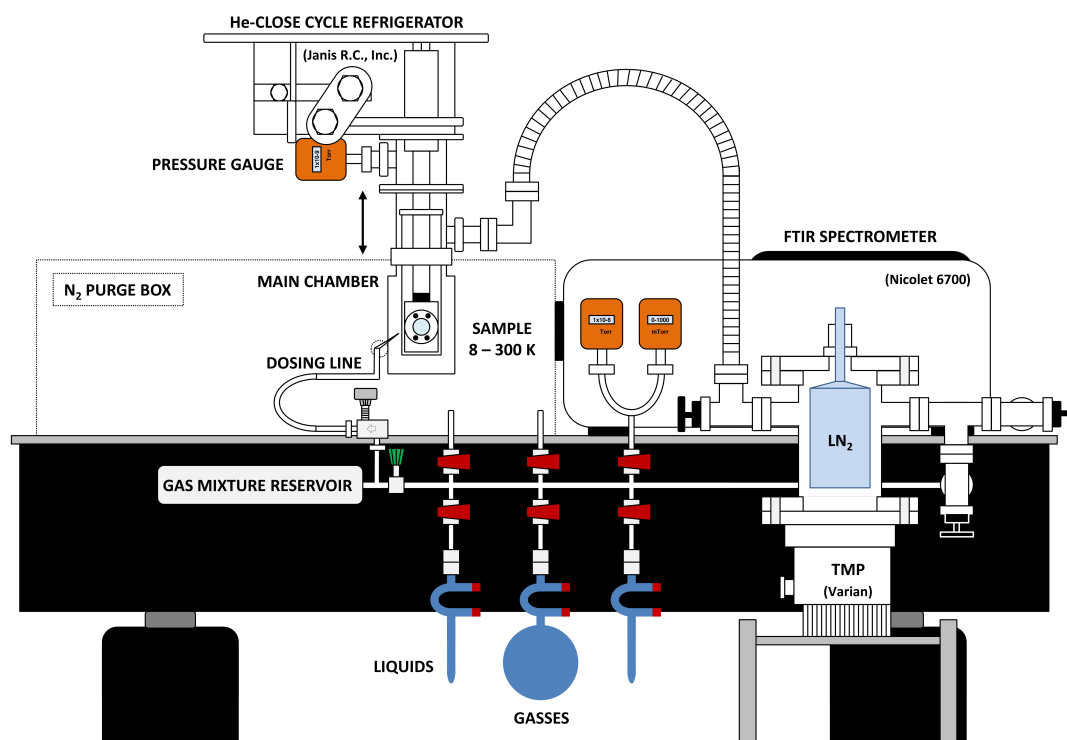 He-CLOSE CYCLE REFRIGERATOR
(Janis R.C., Inc.)
PRESSURE GAUGE
1x10-9
Torr
FTIR SPECTROMETER
(Nicolet 6700)
MAIN CHAMBER
N₂ PURGE BOX
SAMPLE
8 – 300 K
1x10-6
Torr
0-1000
mTorr
DOSING LINE
LN₂
GAS MIXTURE RESERVOIR
TMP
(Varian)
LIQUIDS
GASSES